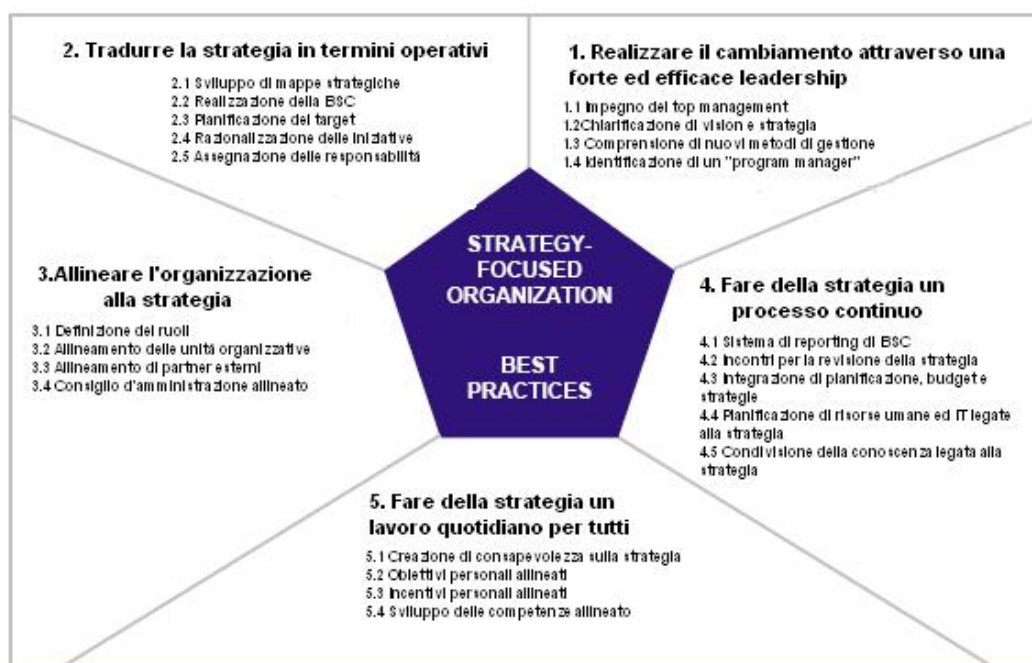 2. Tradurre la strategia in termini operativi
2.1 Sviluppo di mappe strategiche
2.2 Realizzazione della BSC
2.3 Planificazione dei target
2.4 Razionalizzazione delle iniziative
2.5 Assegnazione delle responsabilità
1. Realizzare il cambiamento attraverso una
forte ed efficace leadership
1.1 Impegno del top management
1.2Chiarificazione di vision e strategia
1.3 Comprensione di nuovi metodi di gestione
1.4 Identificazione di un "program manager"
STRATEGY-
FOCUSED
ORGANIZATION
BEST
PRACTICES
3.Allineare l'organizzazione
alla strategia
3.1 Definizione dei ruoli
3.2 Allineamento delle unità organizzative
3.3 Allineamento di partner esterni
3.4 Consiglio d'amministrazione allineato
4. Fare della strategia un
processo continuo
4.1 Sistema di reporting di BSC
4.2 Incontri per la revisione della strategia
4.3 Integrazione di planificazione, budget e
strategie
4.4 Planificazione di risorse umane ed IT legate
alla strategia
4.5 Condivisione della conoscenza legata alla
strategia
5. Fare della strategia un
lavoro quotidiano per tutti
5.1 Creazione di consapevolezza sulla strategia
5.2 Obiettivi personali allineati
5.3 Incentivi personali allineati
5.4 Sviluppo delle competenze allineato